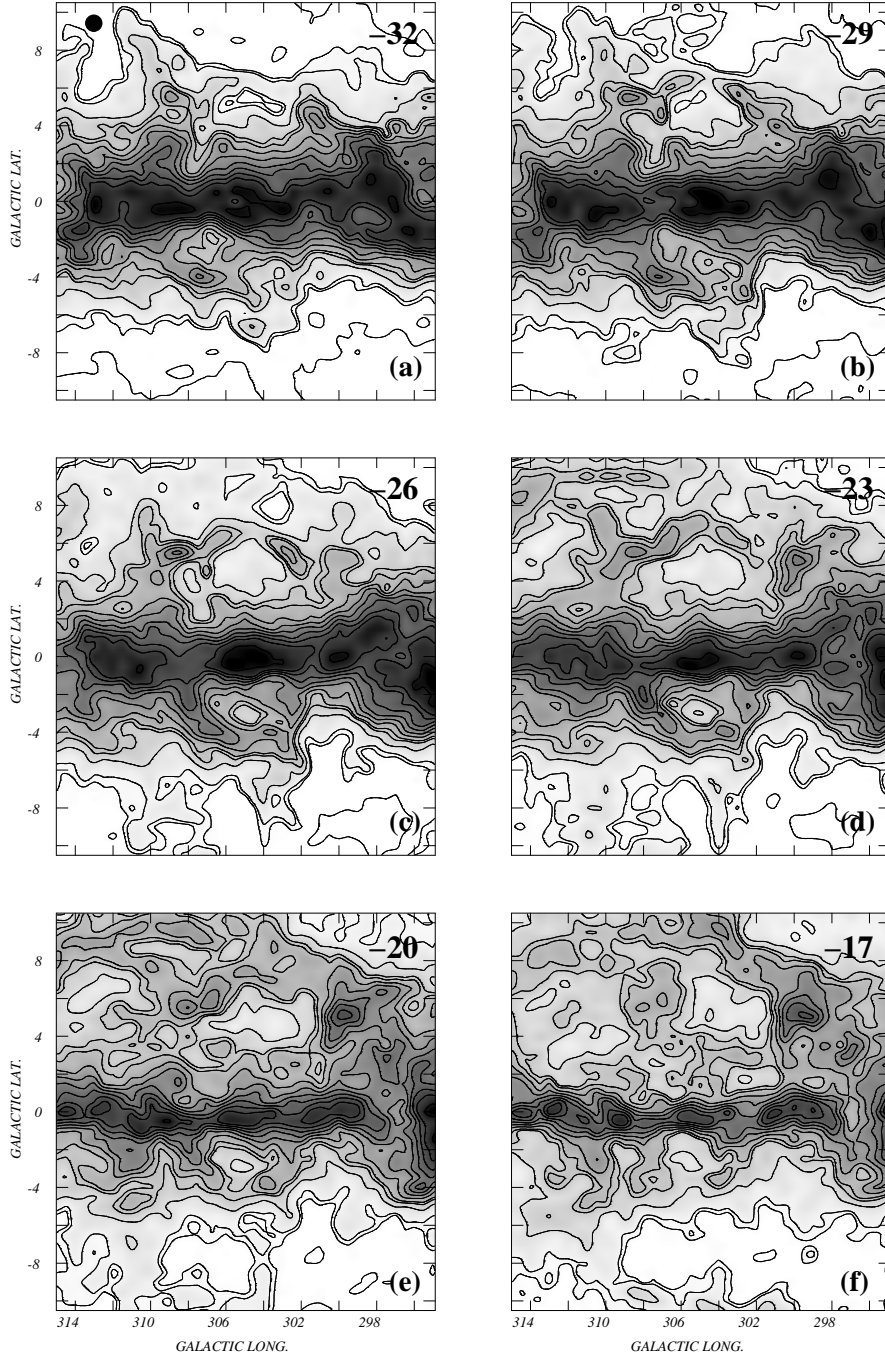 −32
−29
8
4
0
-4
-8
GALACTIC LAT.
(a)
(b)
−26
−23
8
4
0
-4
-8
GALACTIC LAT.
(c)
(d)
−20
−17
8
4
0
-4
-8
GALACTIC LAT.
(e)
(f)
314 310 306 302 298
314 310 306 302 298
GALACTIC LONG.
GALACTIC LONG.